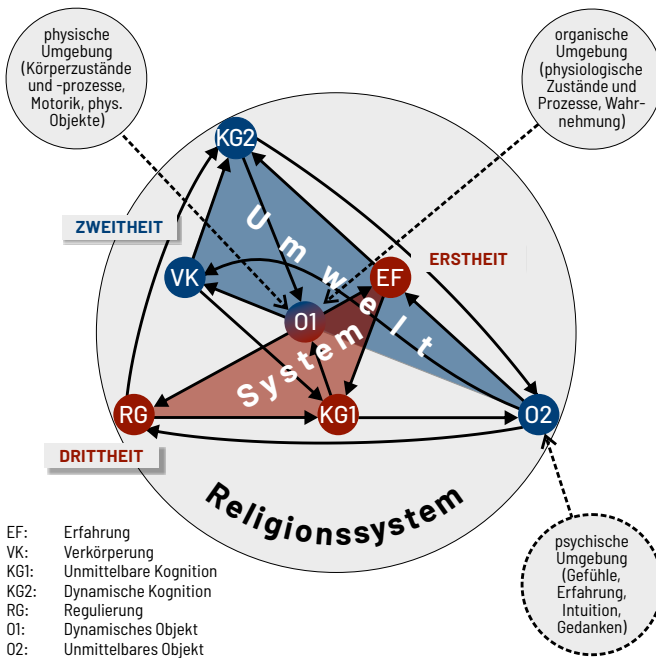 physische
Umgebung
(Körperzustände
und -prozesse,
Motorik, phys.
Objekte)
organische
Umgebung
(physiologische
Zustände und
Prozesse, Wahr-
nehmung)
KG2
ZWEITHEIT
Umwelt
ERSTHEIT
VK
EF
O1
System
RG
KG1
O2
DRITTHEIT
Religionssystem
EF: Erfahrung
VK: Verkörperung
KG1: Unmittelbare Kognition
KG2: Dynamische Kognition
RG: Regulierung
O1: Dynamisches Objekt
O2: Unmittelbares Objekt
psychische
Umgebung
(Gefühle,
Erfahrung,
Intuition,
Gedanken)